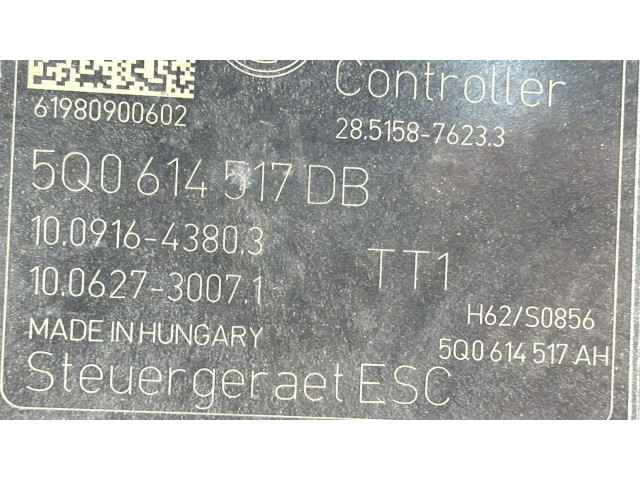 Controller
61980900602
28.5158-7623.3
5Q0 614 517 DB
10.0916-4380.3
TT1
10.0627-3007.1
H62/S0856
MADE IN HUNGARY
5Q0 614 517 AH
Steuergeraet ESC